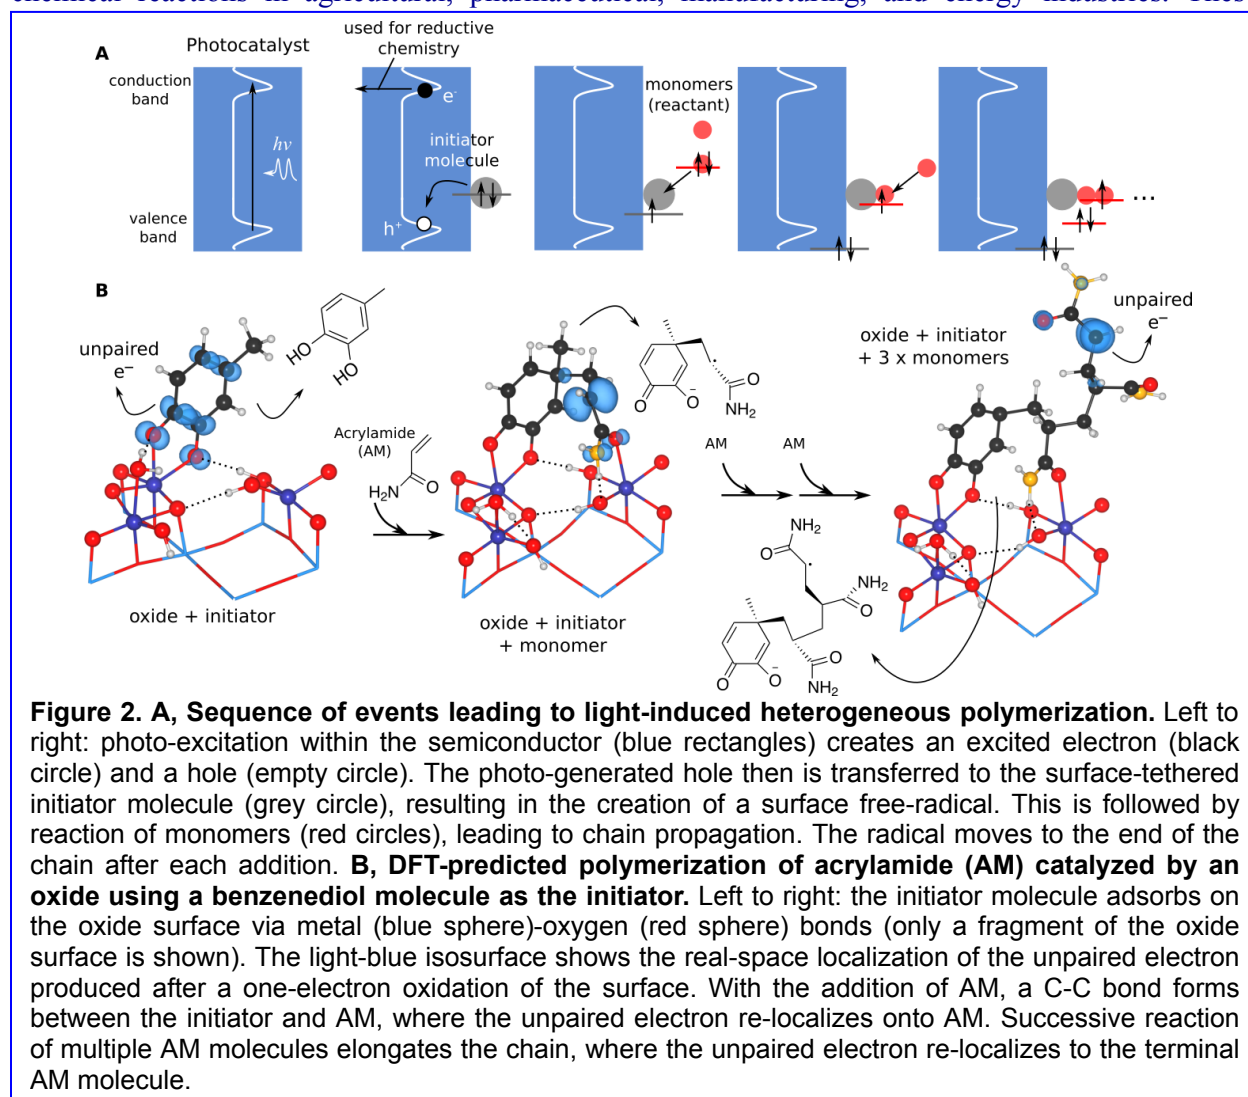 chemical reactions in agricultural, pharmaceutical, manufacturing, and energy industries. These
A
Photocatalyst
conduction
band
hν
valence
band
used for reductive
chemistry
e-
initiator
molecule
h+
monomers
(reactant)
...
B
unpaired
e−
HO
HO
oxide + initiator
Acrylamide
(AM)
H2N
O
O
O−
O
NH2
oxide + initiator
+ monomer
AM
AM
NH2
O
NH2
O
O
O−
O
NH2
oxide + initiator
+ 3 x monomers
unpaired
e−
Figure 2. A, Sequence of events leading to light-induced heterogeneous polymerization. Left to
right: photo-excitation within the semiconductor (blue rectangles) creates an excited electron (black
circle) and a hole (empty circle). The photo-generated hole then is transferred to the surface-tethered
initiator molecule (grey circle), resulting in the creation of a surface free-radical. This is followed by
reaction of monomers (red circles), leading to chain propagation. The radical moves to the end of the
chain after each addition. B, DFT-predicted polymerization of acrylamide (AM) catalyzed by an
oxide using a benzenediol molecule as the initiator. Left to right: the initiator molecule adsorbs on
the oxide surface via metal (blue sphere)-oxygen (red sphere) bonds (only a fragment of the oxide
surface is shown). The light-blue isosurface shows the real-space localization of the unpaired electron
produced after a one-electron oxidation of the surface. With the addition of AM, a C-C bond forms
between the initiator and AM, where the unpaired electron re-localizes onto AM. Successive reaction
of multiple AM molecules elongates the chain, where the unpaired electron re-localizes to the terminal
AM molecule.